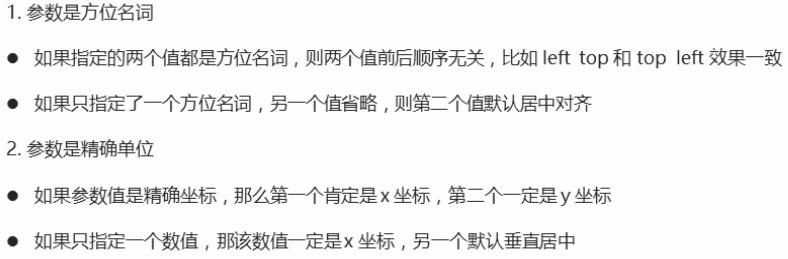 1. 参数是方位名词
● 如果指定的两个值都是方位名词，则两个值前后顺序无关，比如 left top 和 top left 效果一致
● 如果只指定了一个方位名词，另一个值省略，则第二个值默认居中对齐
2. 参数是精确单位
● 如果参数值是精确坐标，那么第一个肯定是 x 坐标，第二个一定是 y 坐标
● 如果只指定一个数值，那该数值一定是 x 坐标，另一个默认垂直居中